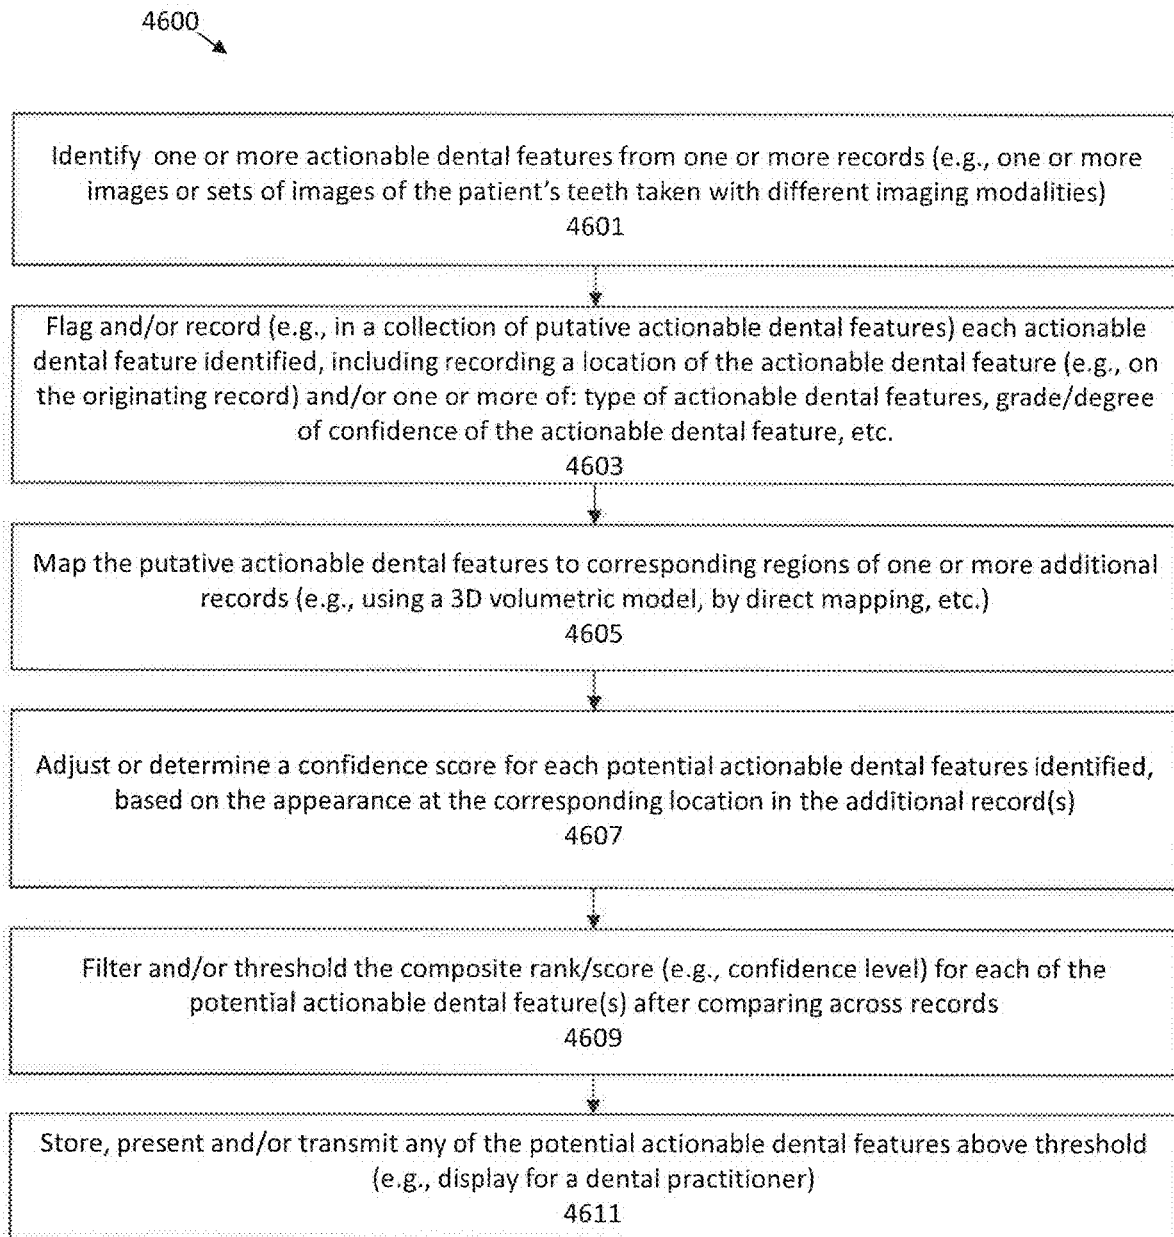 4600
Identify one or more actionable dental features from one or more records (e.g., one or more
images or sets of images of the patient's teeth taken with different imaging modalities)
4601
Flag and/or record (e.g., in a collection of putative actionable dental features) each actionable
dental feature identified, including recording a location of the actionable dental feature (e.g., on
the originating record) and/or one or more of: type of actionable dental features, grade/degree
of confidence of the actionable dental feature, etc.
4603
Map the putative actionable dental features to corresponding regions of one or more additional
records (e.g., using a 3D volumetric model, by direct mapping, etc.)
4605
Adjust or determine a confidence score for each potential actionable dental features identified,
based on the appearance at the corresponding location in the additional record(s)
4607
Filter and/or threshold the composite rank/score (e.g., confidence level) for each of the
potential actionable dental feature(s) after comparing across records
4609
Store, present and/or transmit any of the potential actionable dental features above threshold
(e.g., display for a dental practitioner)
4611